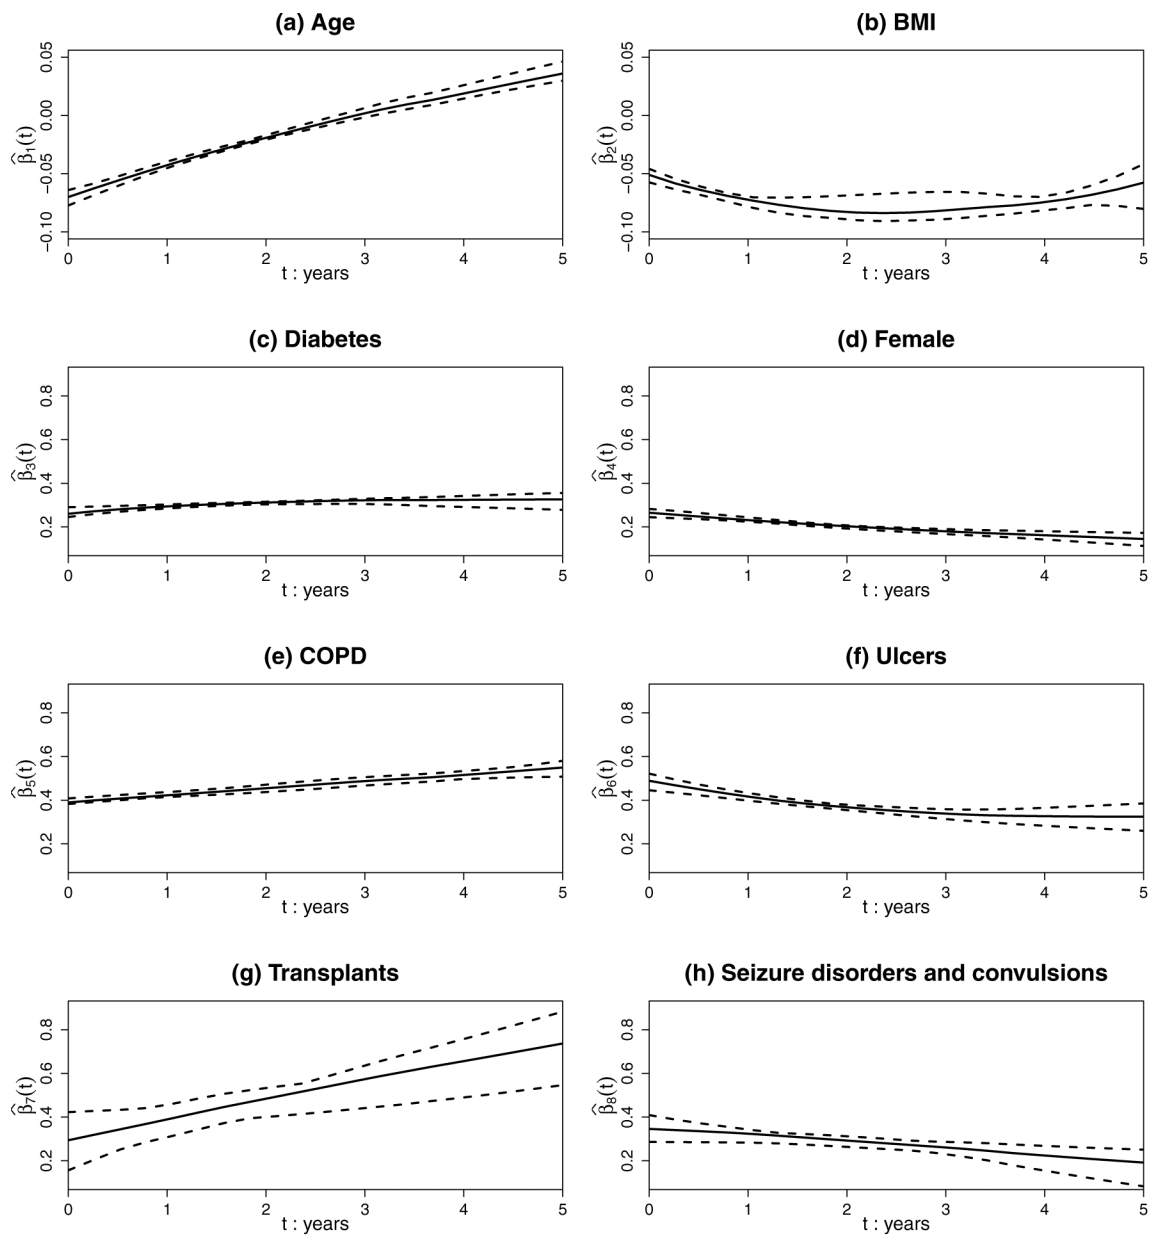 (a) Age
0.05
0.00
−0.05
−0.10
β̂₁(t)
0 1 2 3 4 5
t : years
(b) BMI
0.05
0.00
−0.05
−0.10
β̂₂(t)
0 1 2 3 4 5
t : years
(c) Diabetes
0.8
0.6
0.4
0.2
β̂₃(t)
0 1 2 3 4 5
t : years
(d) Female
0.8
0.6
0.4
0.2
β̂₄(t)
0 1 2 3 4 5
t : years
(e) COPD
0.8
0.6
0.4
0.2
β̂₅(t)
0 1 2 3 4 5
t : years
(f) Ulcers
0.8
0.6
0.4
0.2
β̂₆(t)
0 1 2 3 4 5
t : years
(g) Transplants
0.8
0.6
0.4
0.2
β̂₇(t)
0 1 2 3 4 5
t : years
(h) Seizure disorders and convulsions
0.8
0.6
0.4
0.2
β̂₈(t)
0 1 2 3 4 5
t : years